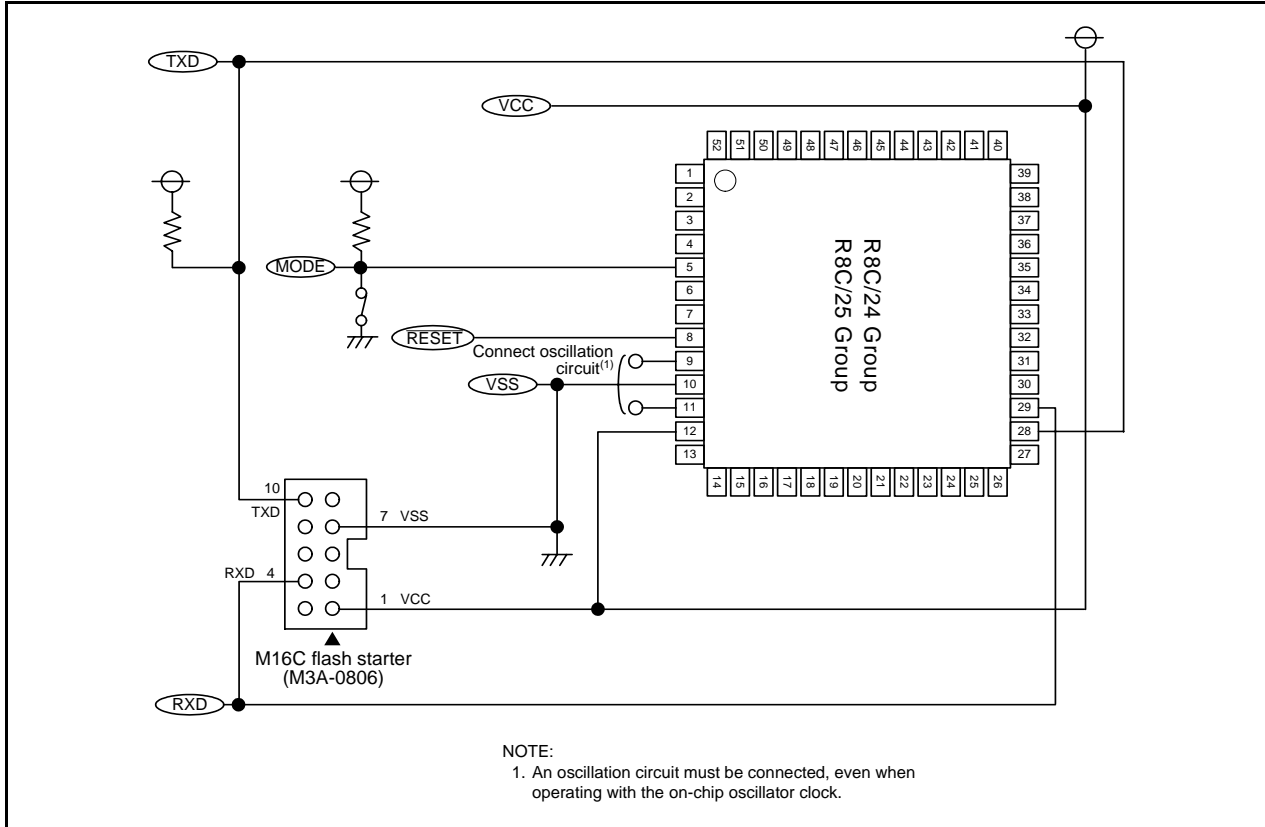 TXD
VCC
52 51 50 49 48 47 46 45 44 43 42 41 40
1
2
3
4
5
6
7
8
9
10
11
12
13
39
38
37
36
35
34
33
32
31
30
29
28
27
14 15 16 17 18 19 20 21 22 23 24 25 26
R8C/24 Group
R8C/25 Group
MODE
RESET
Connect oscillation
circuit(1)
VSS
10
TXD
7 VSS
RXD 4
1 VCC
M16C flash starter
(M3A-0806)
RXD
NOTE:
1. An oscillation circuit must be connected, even when
operating with the on-chip oscillator clock.